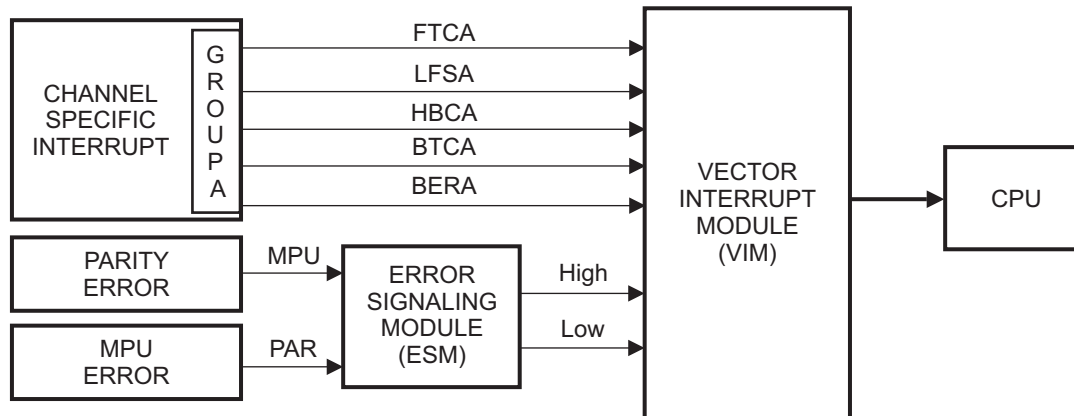 CHANNEL
SPECIFIC
INTERRUPT
G
R
O
U
P
A
FTCA
LFSA
HBCA
BTCA
BERA
PARITY
ERROR
MPU
MPU
ERROR
PAR
ERROR
SIGNALING
MODULE
(ESM)
High
Low
VECTOR
INTERRUPT
MODULE
(VIM)
CPU